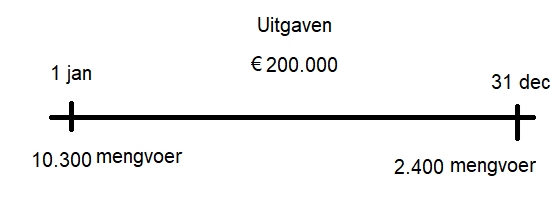 Uitgaven
€ 200.000
1 jan
31 dec
10.300 mengvoer
2.400 mengvoer